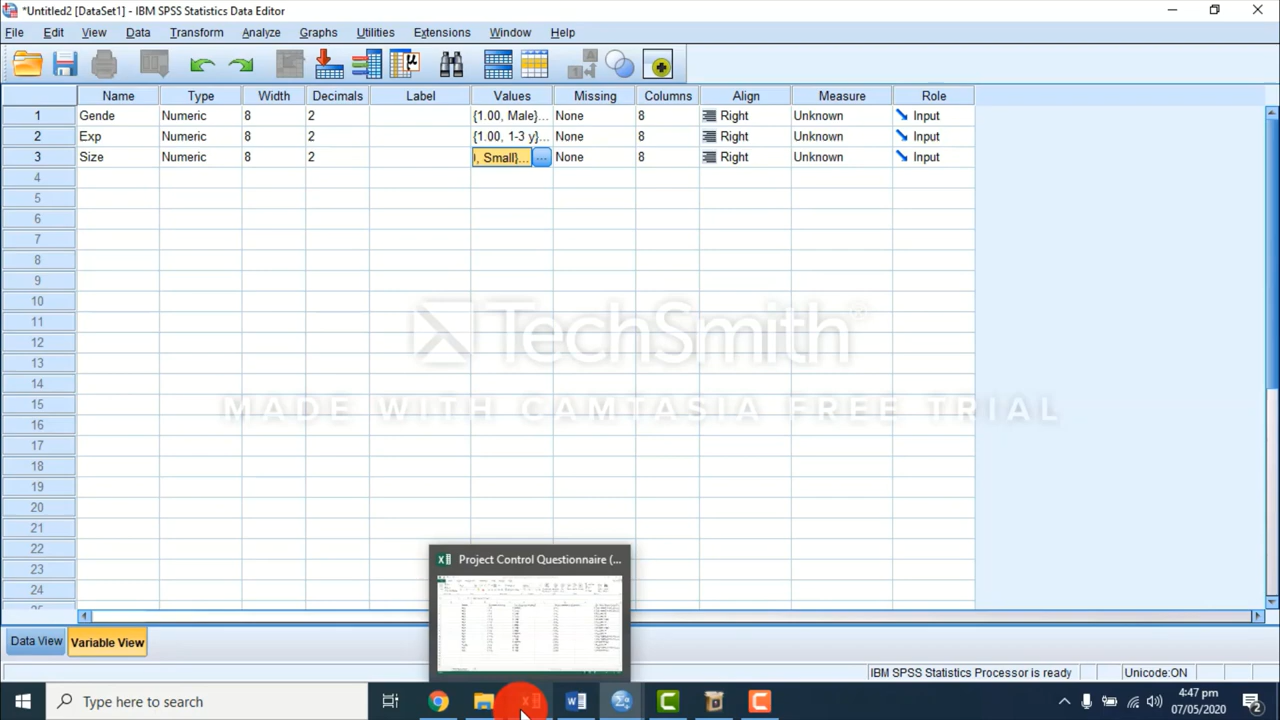 *Untitled2 [DataSet1] - IBM SPSS Statistics Data Editor
File Edit View Data Transform Analyze Graphs Utilities Extensions Window Help
Name Type Width Decimals Label Values Missing Columns Align Measure Role
1 Gende Numeric 8 2 {1.00, Male}... None 8 Right Unknown Input
2 Exp Numeric 8 2 {1.00, 1-3 y}... None 8 Right Unknown Input
3 Size Numeric 8 2 , Small}... ... None 8 Right Unknown Input
4
5
6
7
8
9
10
11
12
13
14
15
16
17
18
19
20
21
22
23
24
TechSmith®
MADE WITH CAMTASIA FREE TRIAL
Project Control Questionnaire (...
Data View Variable View
IBM SPSS Statistics Processor is ready Unicode:ON
Type here to search
4:47 pm
07/05/2020
2